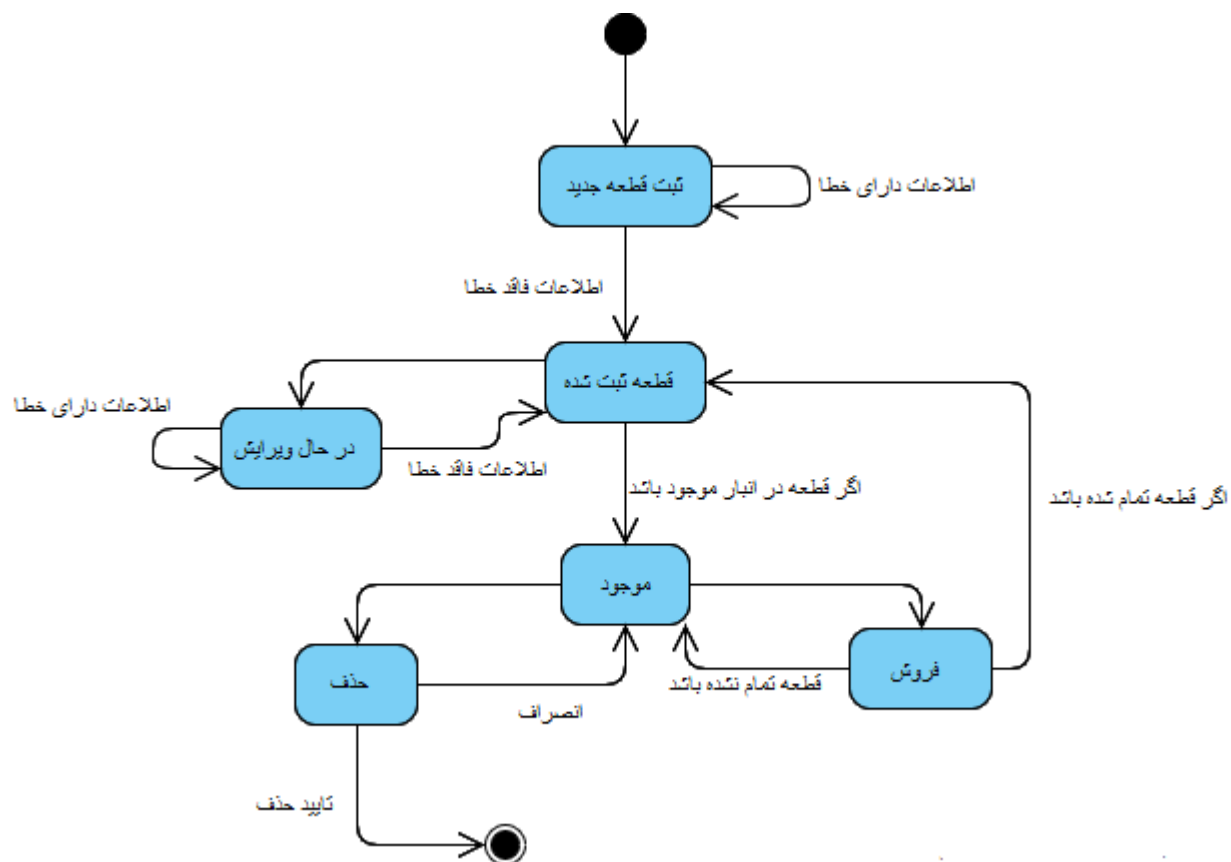 ثبت قطعه جدید
اطلاعات دارای خطا
اطلاعات فاقد خطا
قطعه ثبت شده
اطلاعات دارای خطا
در حال ویرایش
اطلاعات فاقد خطا
اگر قطعه در انبار موجود باشد
اگر قطعه تمام شده باشد
موجود
فروش
حذف
قطعه تمام نشده باشد
انصراف
تایید حذف